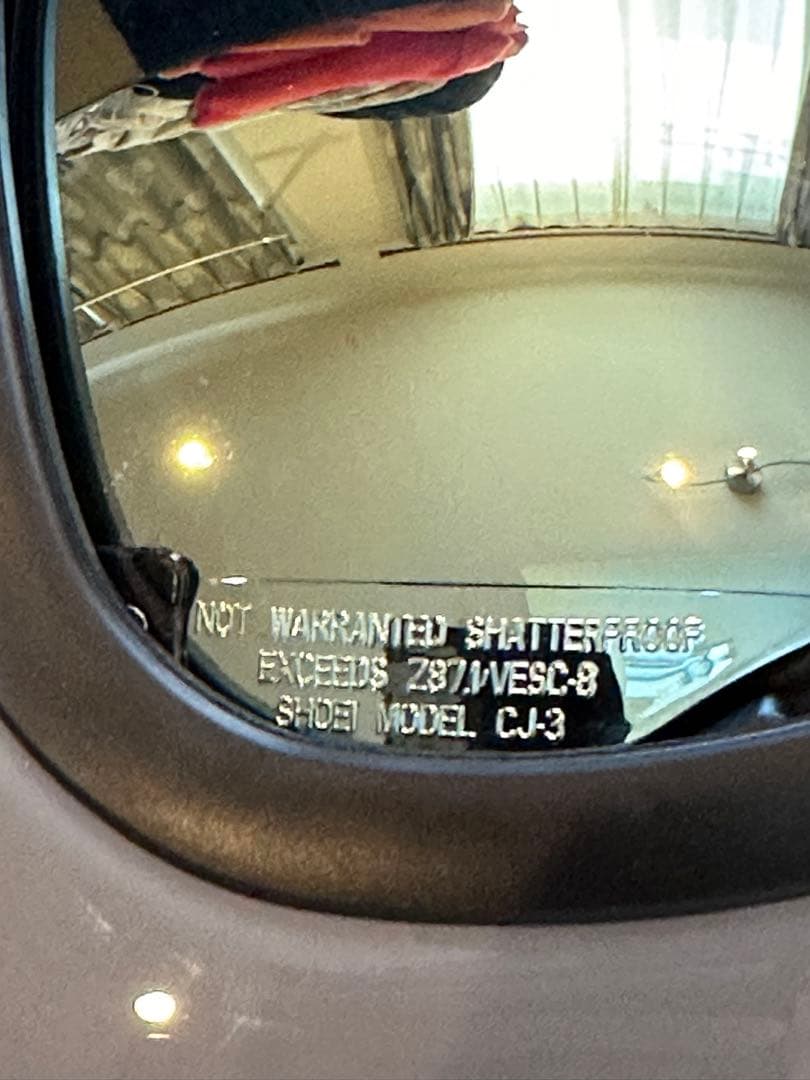 NOT WARRANTED SHATTERPROOF
EXCEEDS Z87.1/VESC-8
SHOEI MODEL CJ-3